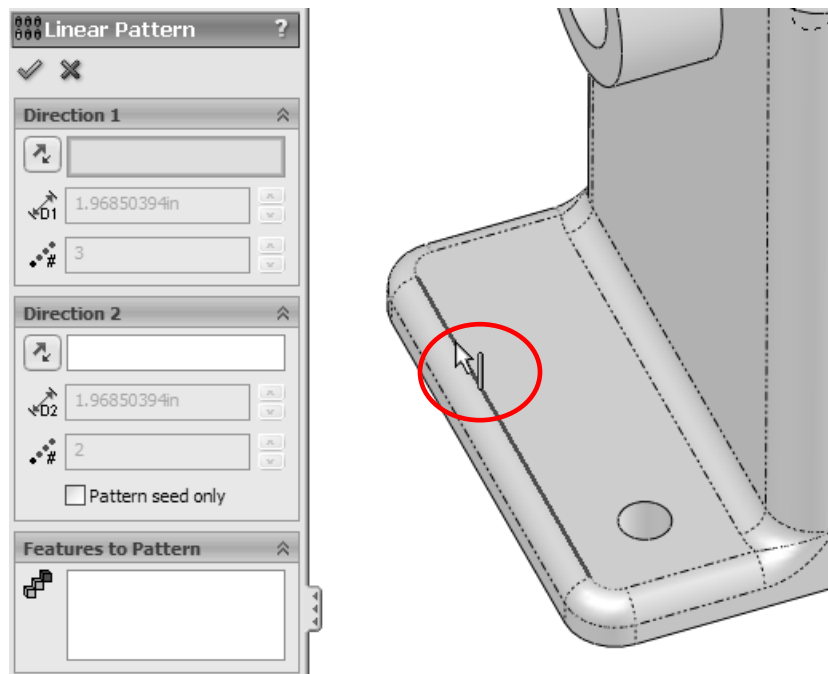 Linear Pattern ?
Direction 1
D1 1.96850394in
# 3
Direction 2
D2 1.96850394in
# 2
Pattern seed only
Features to Pattern